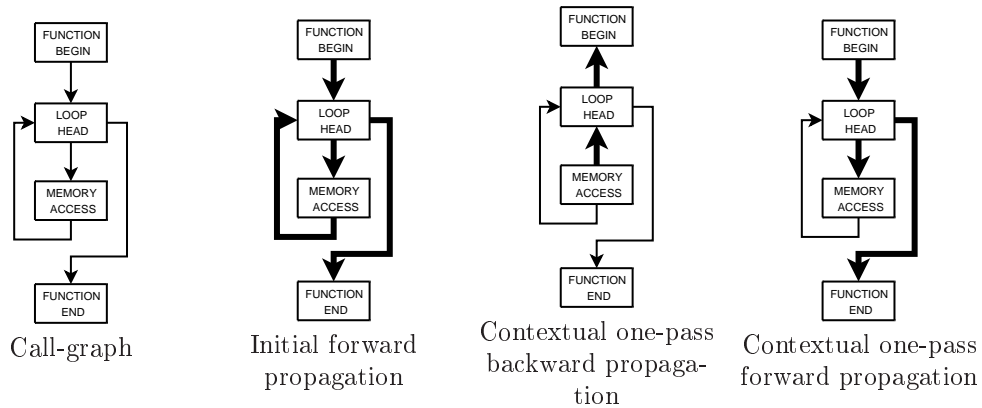 FUNCTION
BEGIN
LOOP
HEAD
MEMORY
ACCESS
FUNCTION
END
Call-graph
FUNCTION
BEGIN
LOOP
HEAD
MEMORY
ACCESS
FUNCTION
END
Initial forward
propagation
FUNCTION
BEGIN
LOOP
HEAD
MEMORY
ACCESS
FUNCTION
END
Contextual one-pass
backward propaga-
tion
FUNCTION
BEGIN
LOOP
HEAD
MEMORY
ACCESS
FUNCTION
END
Contextual one-pass
forward propagation